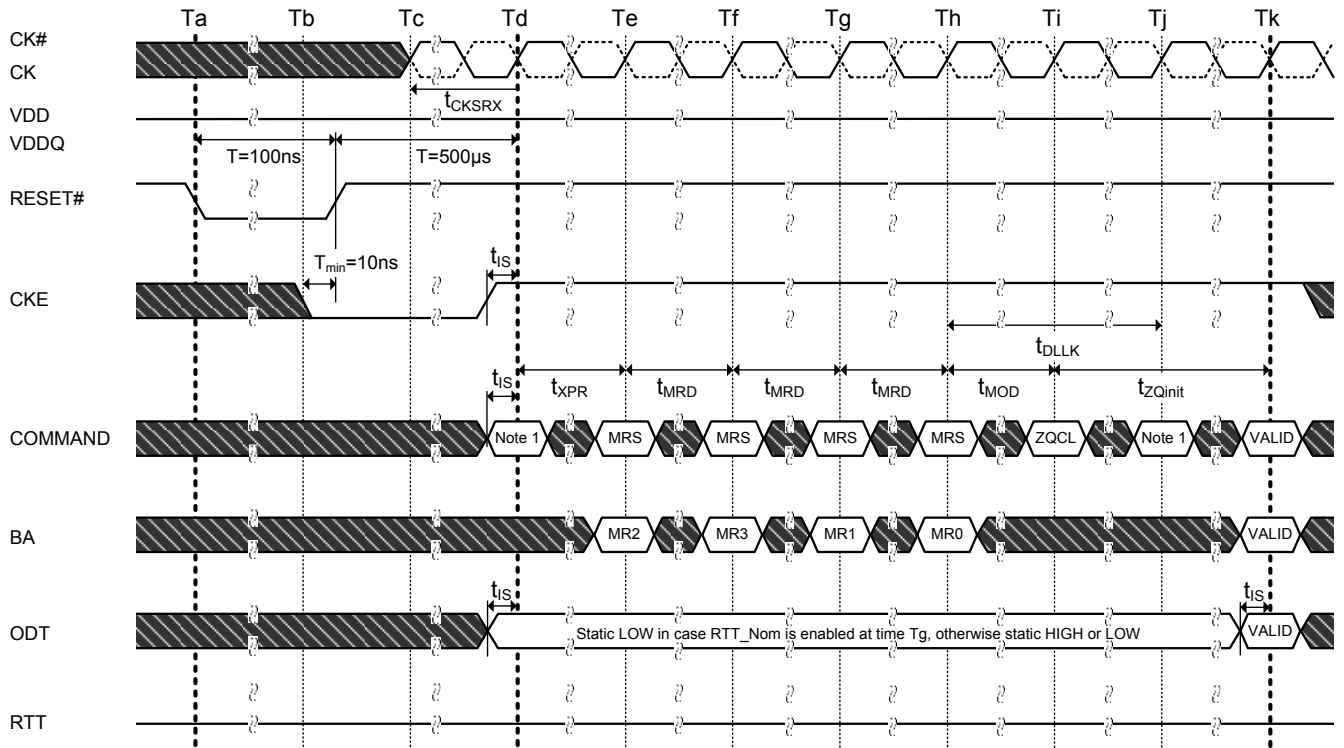 Ta Tb Tc Td Te Tf Tg Th Ti Tj Tk
CK#
CK
tCKSRX
VDD
VDDQ
T=100ns T=500µs
RESET#
Tmin=10ns tIS
CKE
tDLLK
tIS tXPR tMRD tMRD tMRD tMOD tZQinit
COMMAND Note 1 MRS MRS MRS MRS ZQCL Note 1 VALID
BA MR2 MR3 MR1 MR0 VALID
tIS tIS
ODT Static LOW in case RTT_Nom is enabled at time Tg, otherwise static HIGH or LOW VALID
RTT